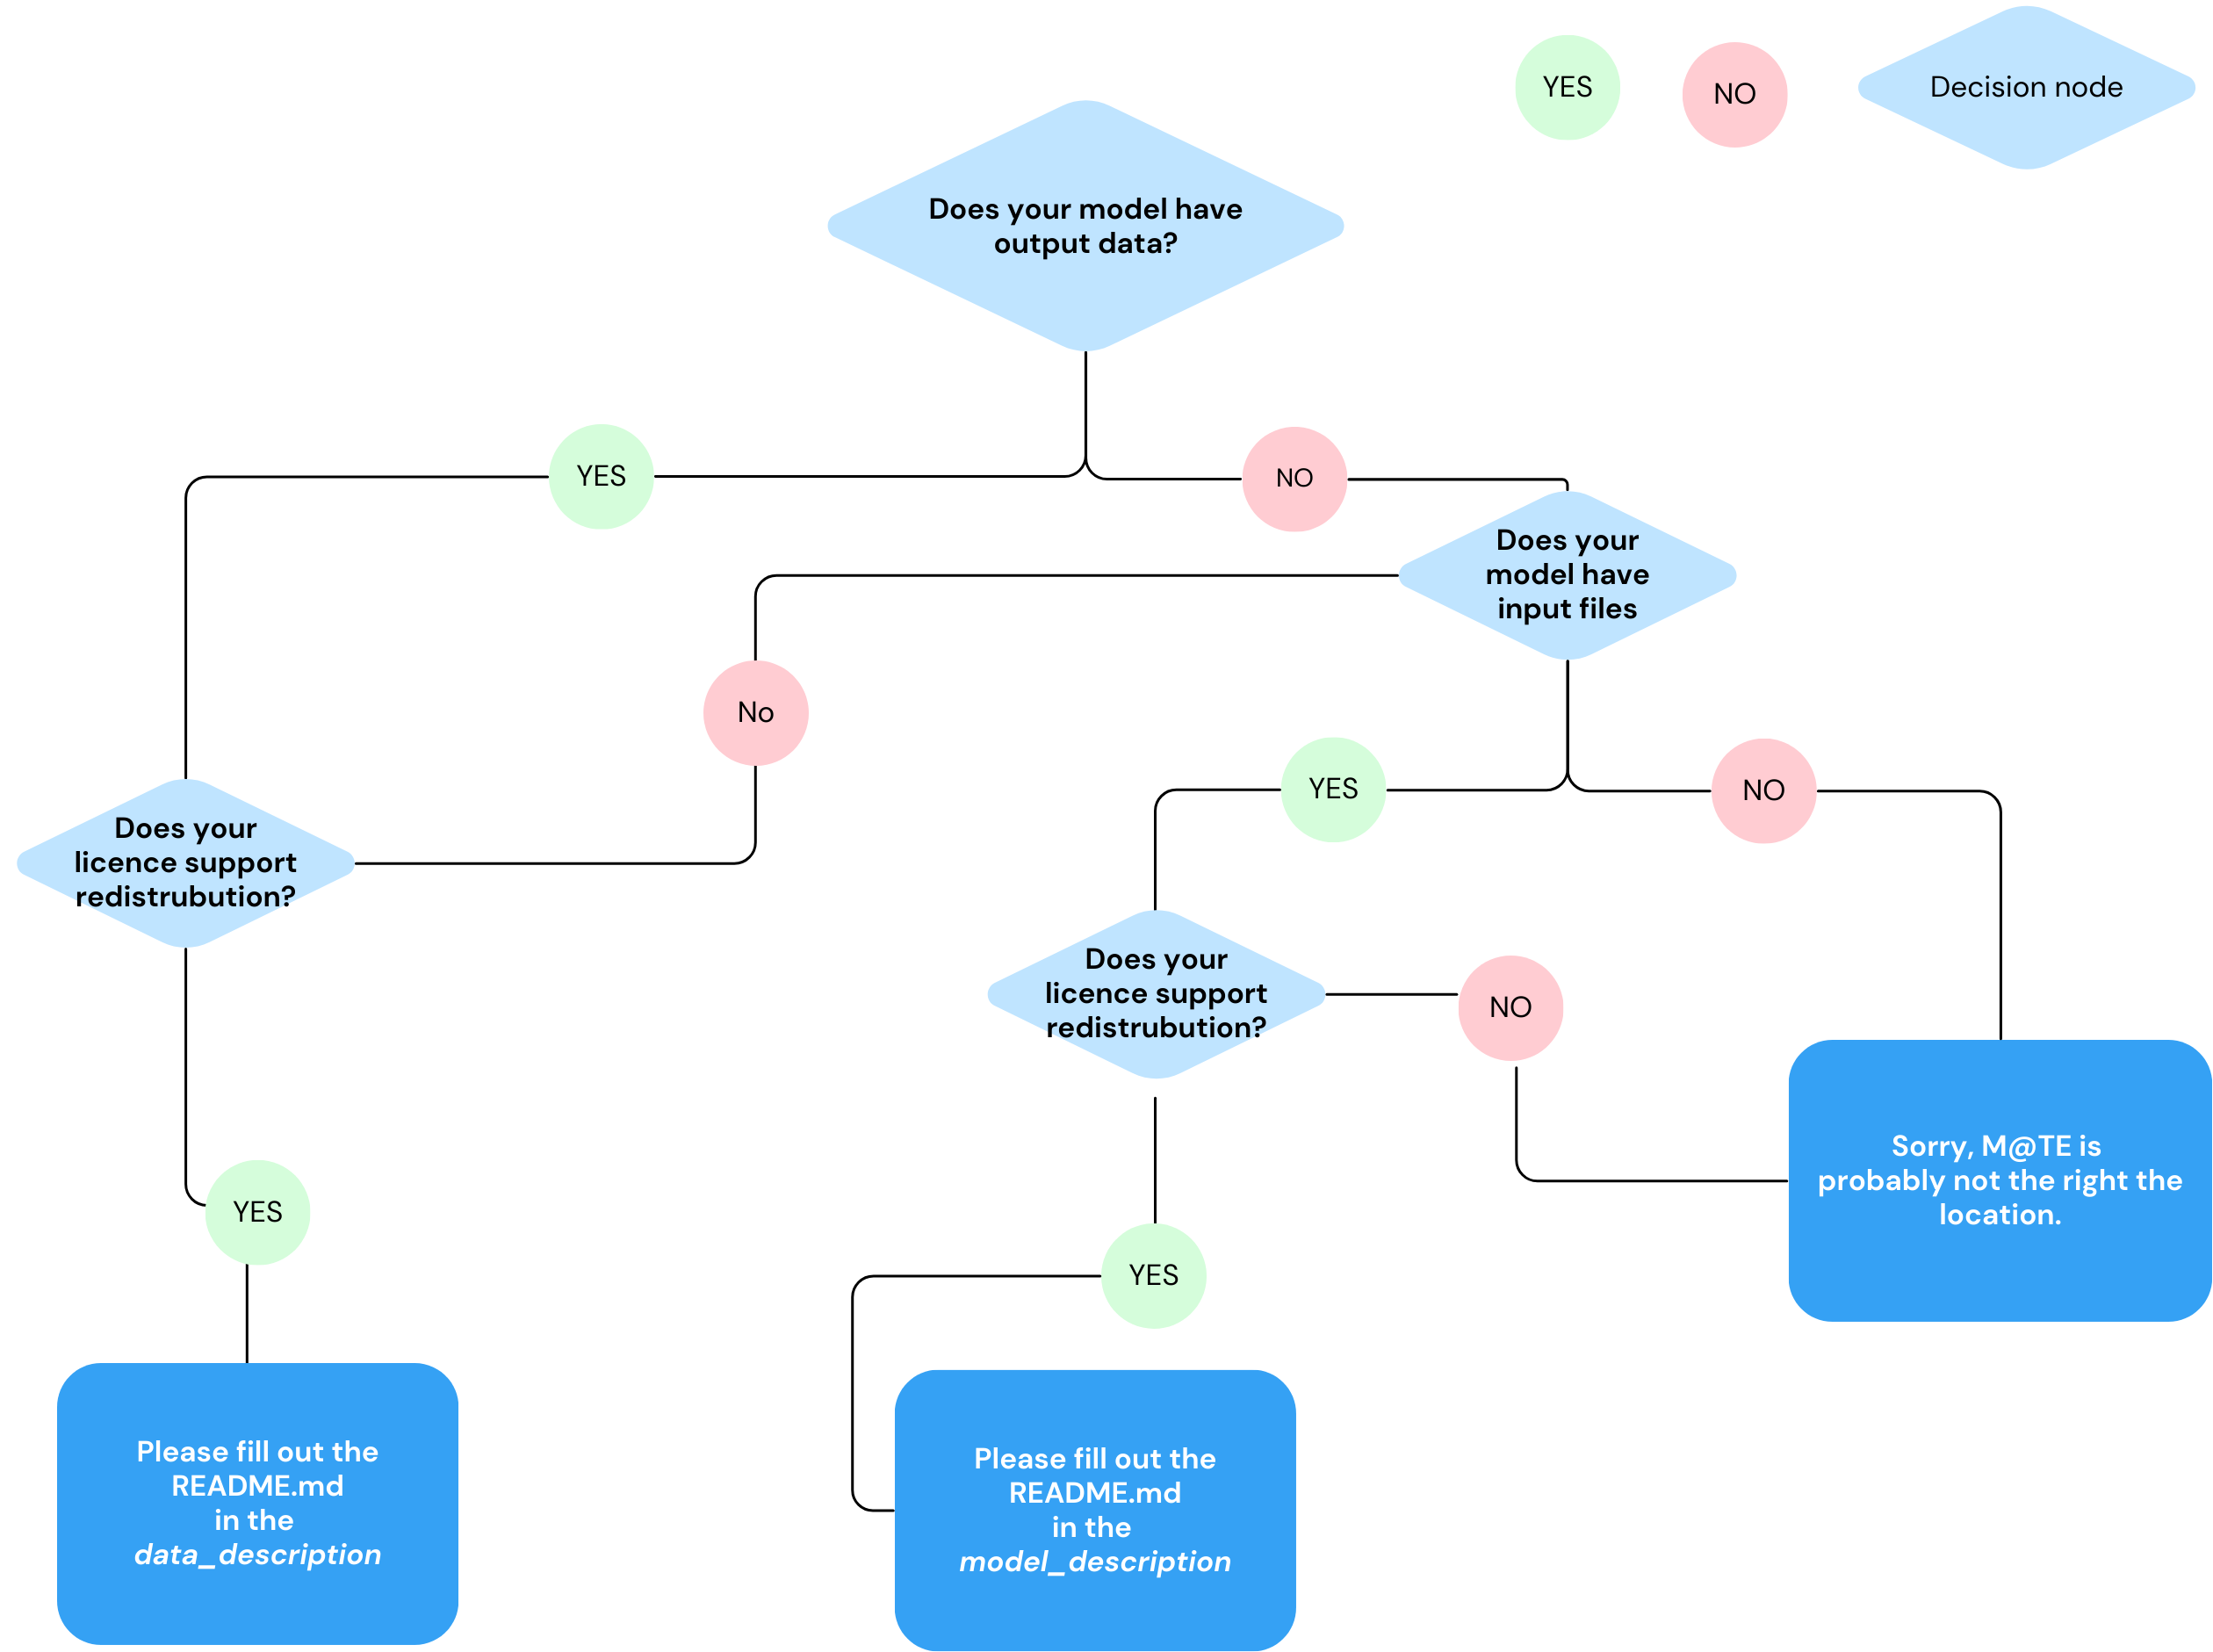 YES
NO
Decision node
Does your model have
output data?
YES
NO
Does your
model have
input files
No
YES
NO
Does your
licence support
redistrubution?
Does your
licence support
redistrubution?
NO
YES
YES
Sorry, M@TE is
probably not the right the
location.
Please fill out the
README.md
in the
data_description
Please fill out the
README.md
in the
model_description